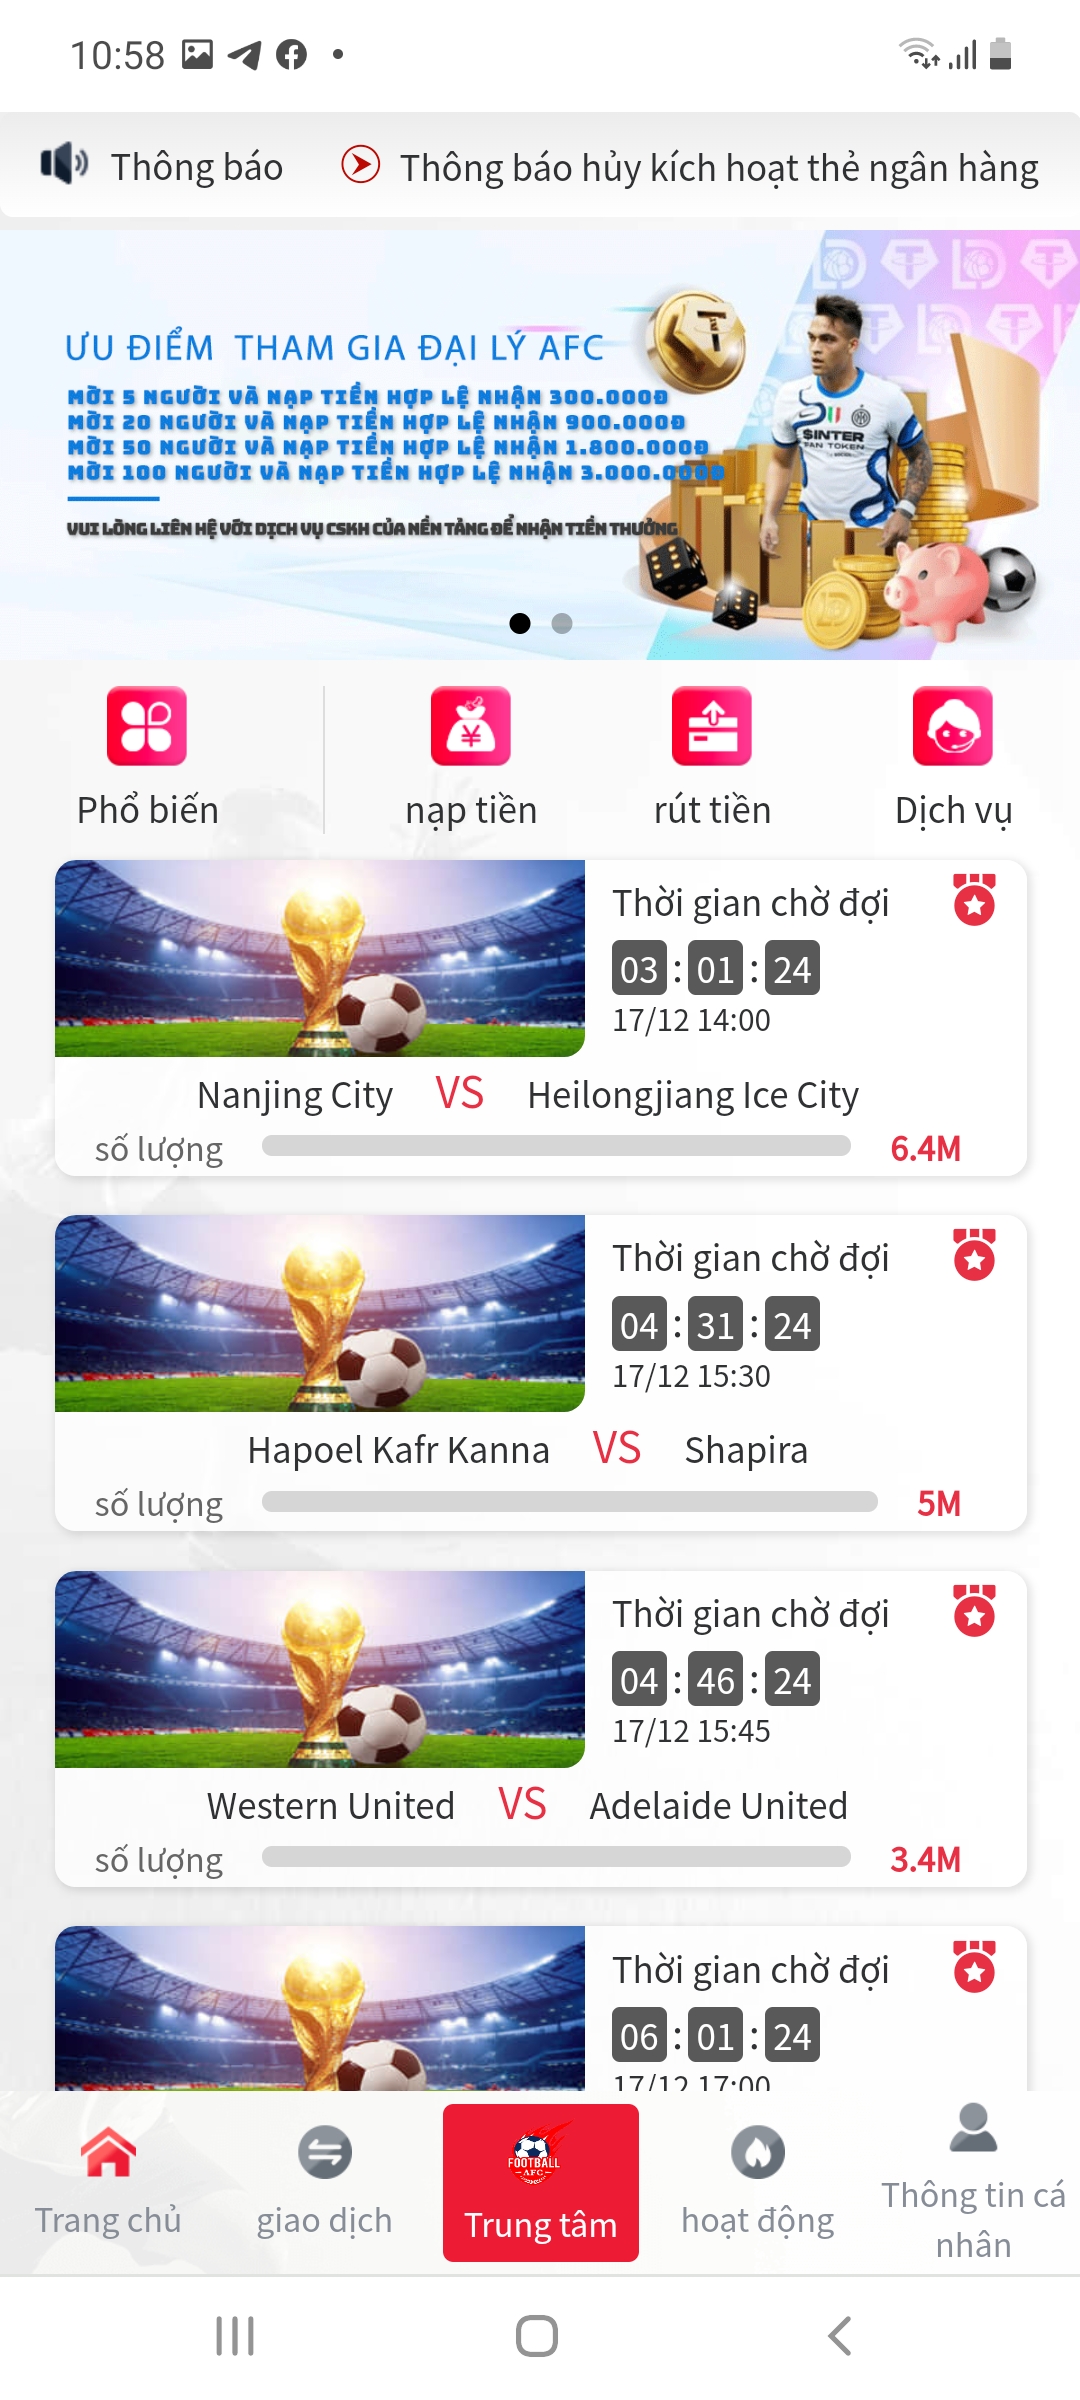 10:58
Thông báo
Thông báo hủy kích hoạt thẻ ngân hàng
ƯU ĐIỂM THAM GIA ĐẠI LÝ AFC
MỜI 5 NGƯỜI VÀ NẠP TIỀN HỢP LỆ NHẬN 300.000Đ
MỜI 20 NGƯỜI VÀ NẠP TIỀN HỢP LỆ NHẬN 900.000Đ
MỜI 50 NGƯỜI VÀ NẠP TIỀN HỢP LỆ NHẬN 1.800.000Đ
MỜI 100 NGƯỜI VÀ NẠP TIỀN HỢP LỆ NHẬN 3.000.000Đ
VUI LÒNG LIÊN HỆ VỚI DỊCH VỤ CSKH CỦA NỀN TẢNG ĐỂ NHẬN TIỀN THƯỞNG
$INTER
FAN TOKEN
Phổ biến
nạp tiền
rút tiền
Dịch vụ
Thời gian chờ đợi
03 : 01 : 24
17/12 14:00
Nanjing City VS Heilongjiang Ice City
số lượng 6.4M
Thời gian chờ đợi
04 : 31 : 24
17/12 15:30
Hapoel Kafr Kanna VS Shapira
số lượng 5M
Thời gian chờ đợi
04 : 46 : 24
17/12 15:45
Western United VS Adelaide United
số lượng 3.4M
Thời gian chờ đợi
06 : 01 : 24
17/12 17:00
FOOTBALL
AFC
Trang chủ
giao dịch
Trung tâm
hoạt động
Thông tin cá
nhân